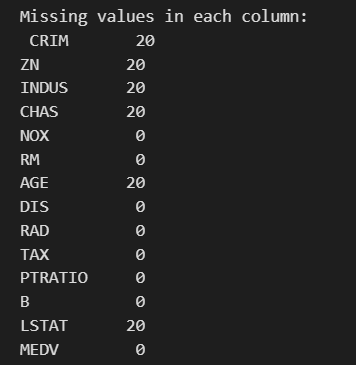 Missing values in each column:
CRIM 20
ZN 20
INDUS 20
CHAS 20
NOX 0
RM 0
AGE 20
DIS 0
RAD 0
TAX 0
PTRATIO 0
B 0
LSTAT 20
MEDV 0